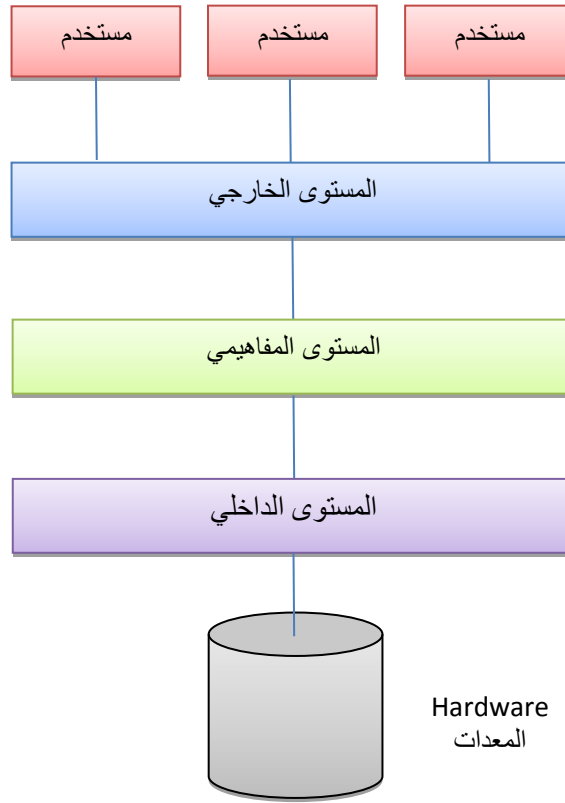 مستخدم
مستخدم
مستخدم
المستوى الخارجي
المستوى المفاهيمي
المستوى الداخلي
Hardware
المعدات